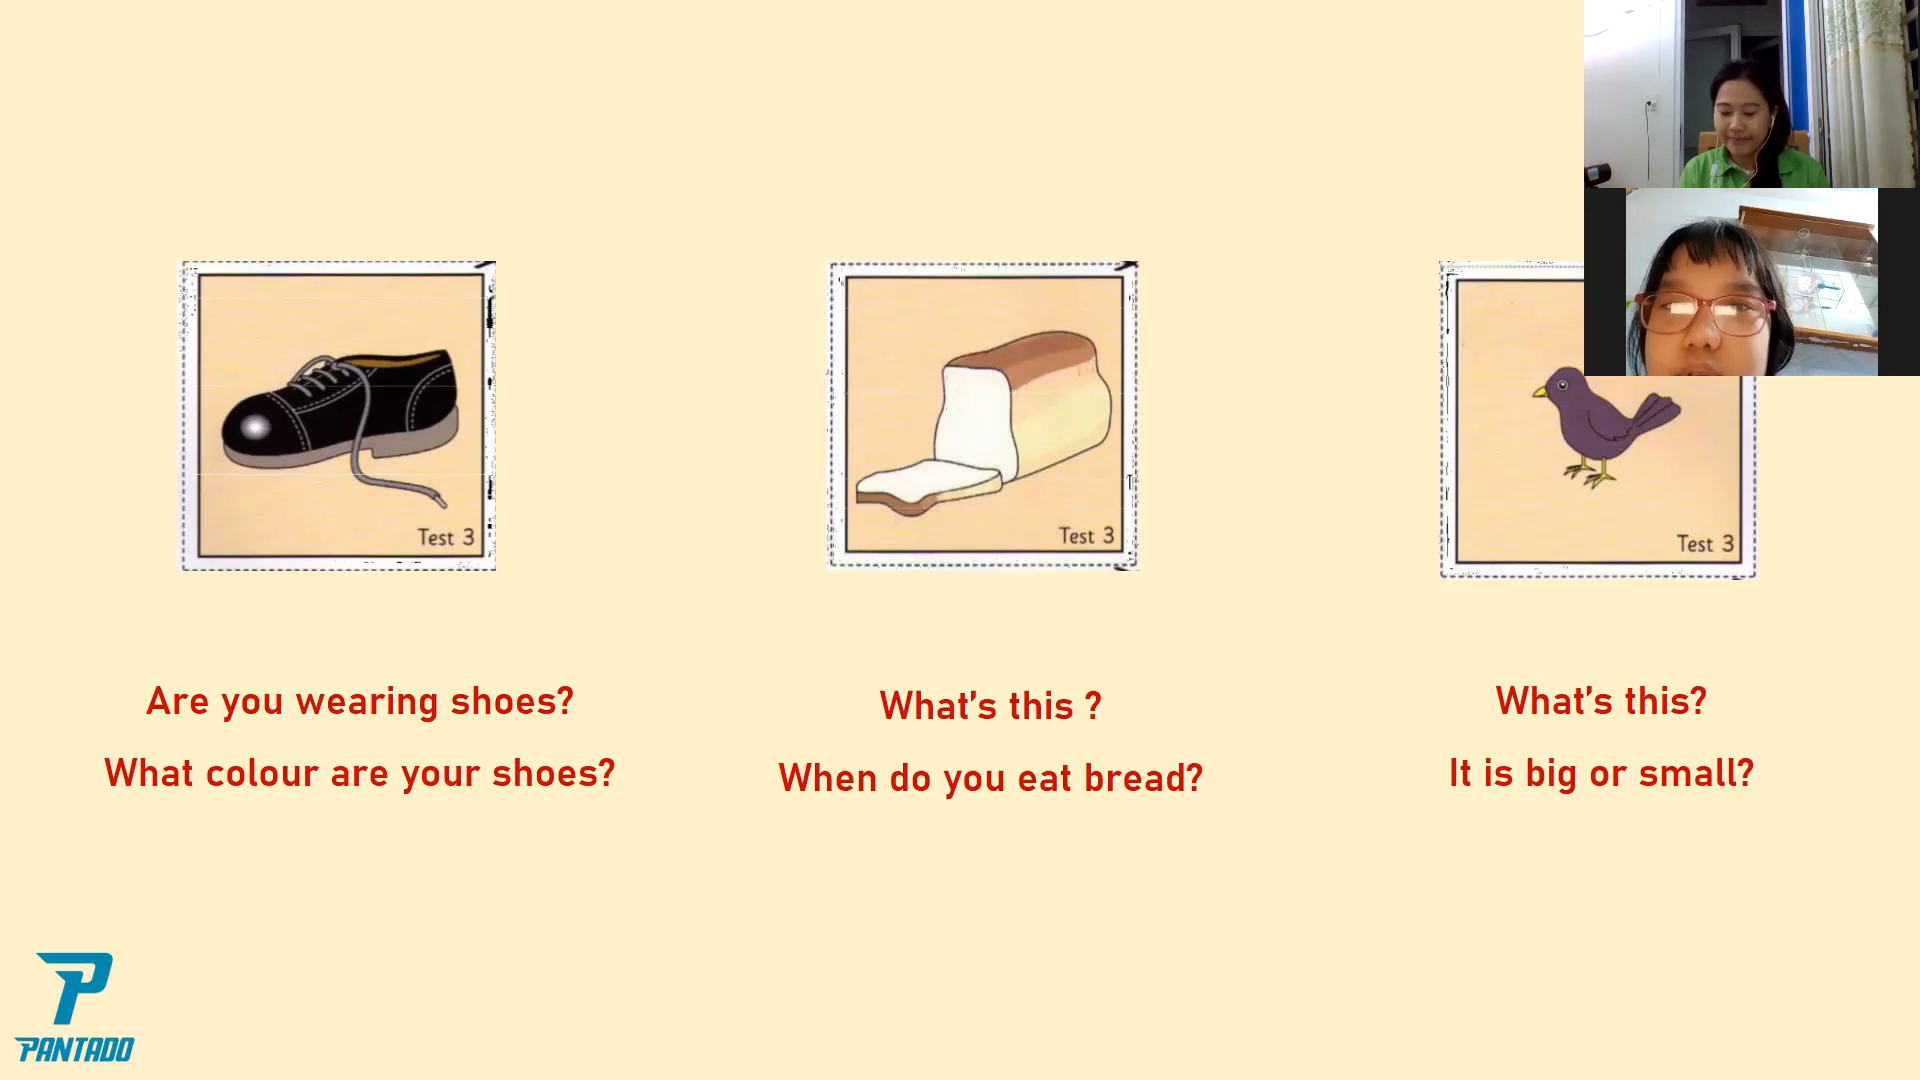 Test 3
Test 3
Test 3
Are you wearing shoes?
What colour are your shoes?
What's this ?
When do you eat bread?
What's this?
It is big or small?
PANTADO